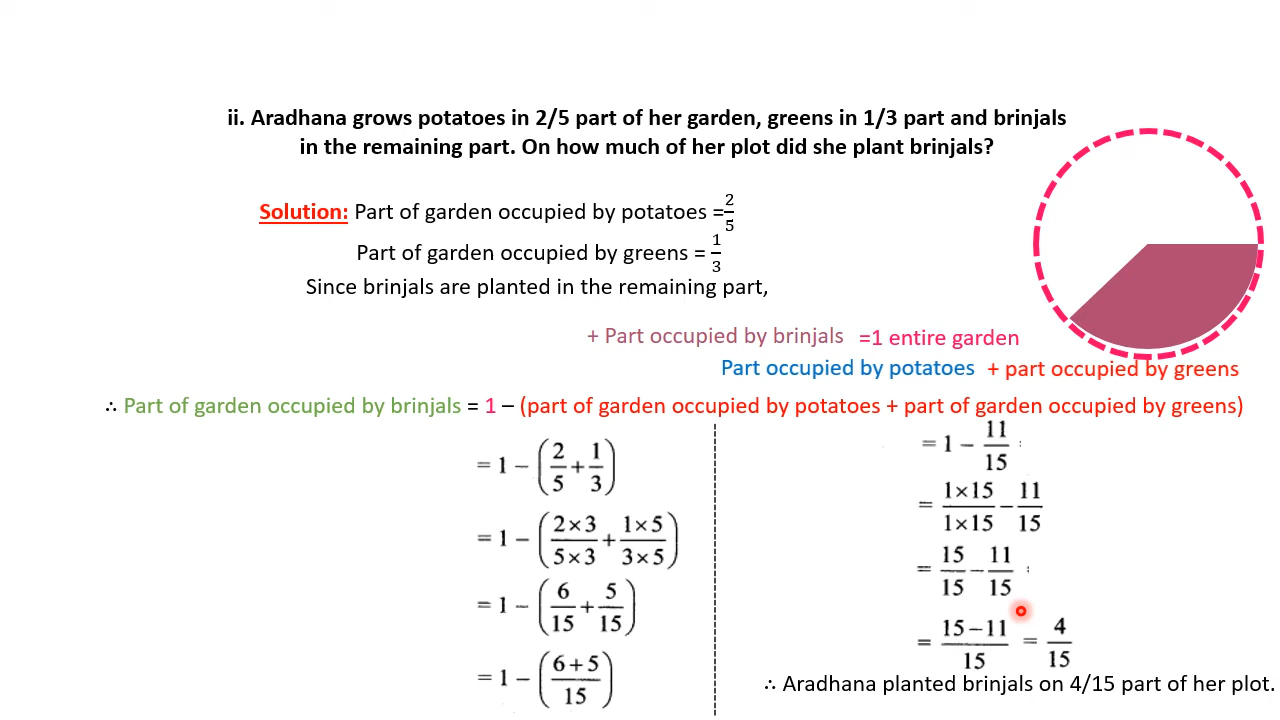 ii. Aradhana grows potatoes in 2/5 part of her garden, greens in 1/3 part and brinjals
in the remaining part. On how much of her plot did she plant brinjals?
Solution: Part of garden occupied by potatoes =2/5
Part of garden occupied by greens = 1/3
Since brinjals are planted in the remaining part,
+ Part occupied by brinjals =1 entire garden
Part occupied by potatoes + part occupied by greens
∴ Part of garden occupied by brinjals = 1 – (part of garden occupied by potatoes + part of garden occupied by greens)
= 1 – (2/5 + 1/3)
= 1 – (2×3/5×3 + 1×5/3×5)
= 1 – (6/15 + 5/15)
= 1 – (6+5/15)
= 1 – 11/15
= 1×15/1×15 – 11/15
= 15/15 – 11/15
= 15–11/15 = 4/15
∴ Aradhana planted brinjals on 4/15 part of her plot.